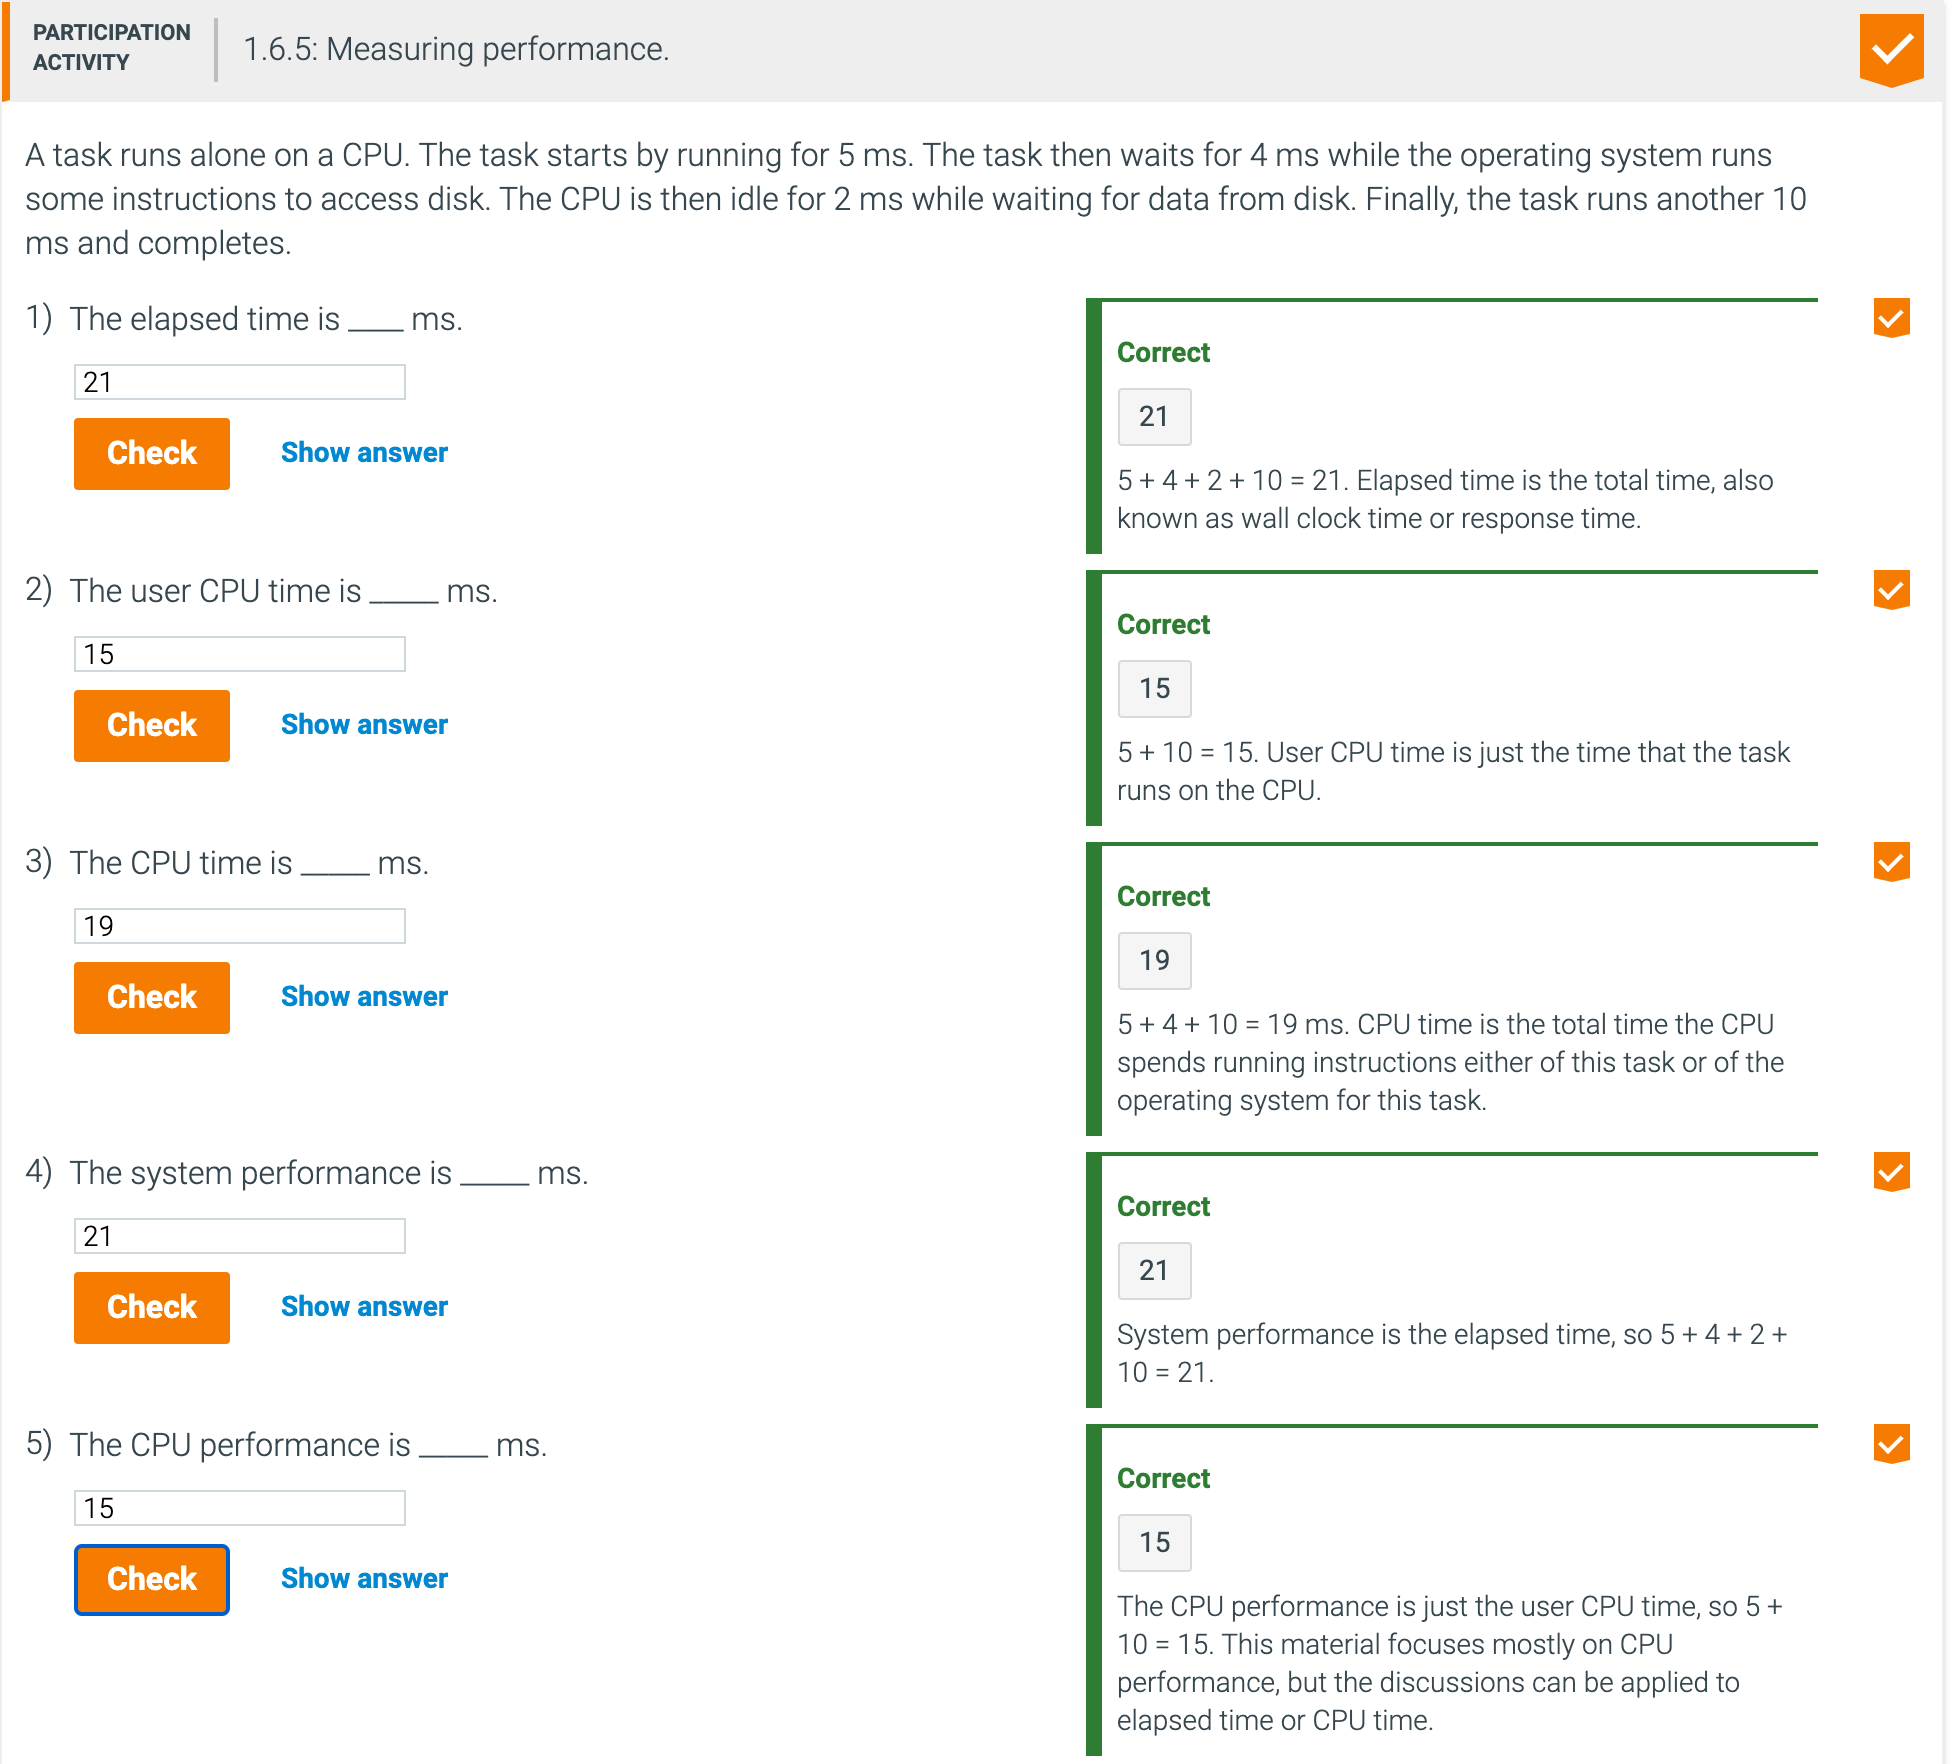 PARTICIPATION
ACTIVITY
1.6.5: Measuring performance.
A task runs alone on a CPU. The task starts by running for 5 ms. The task then waits for 4 ms while the operating system runs
some instructions to access disk. The CPU is then idle for 2 ms while waiting for data from disk. Finally, the task runs another 10
ms and completes.
1) The elapsed time is ____ ms.
21
Check Show answer
Correct
21
5 + 4 + 2 + 10 = 21. Elapsed time is the total time, also
known as wall clock time or response time.
2) The user CPU time is _____ ms.
15
Check Show answer
Correct
15
5 + 10 = 15. User CPU time is just the time that the task
runs on the CPU.
3) The CPU time is _____ ms.
19
Check Show answer
Correct
19
5 + 4 + 10 = 19 ms. CPU time is the total time the CPU
spends running instructions either of this task or of the
operating system for this task.
4) The system performance is _____ ms.
21
Check Show answer
Correct
21
System performance is the elapsed time, so 5 + 4 + 2 +
10 = 21.
5) The CPU performance is _____ ms.
15
Check Show answer
Correct
15
The CPU performance is just the user CPU time, so 5 +
10 = 15. This material focuses mostly on CPU
performance, but the discussions can be applied to
elapsed time or CPU time.